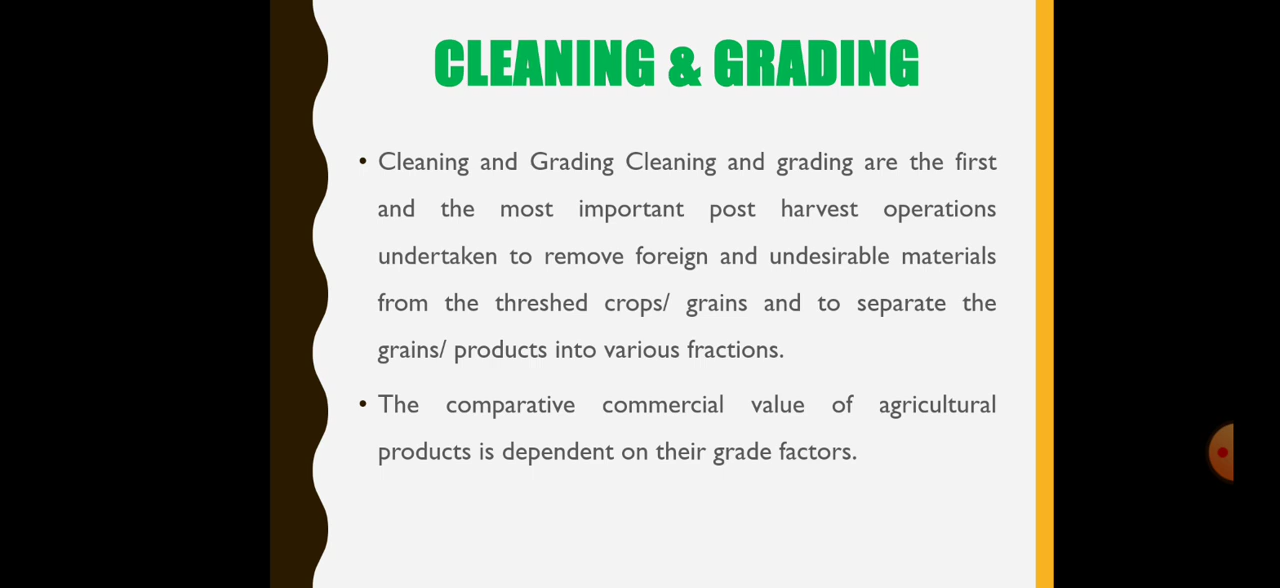 CLEANING & GRADING
• Cleaning and Grading Cleaning and grading are the first
and the most important post harvest operations
undertaken to remove foreign and undesirable materials
from the threshed crops/ grains and to separate the
grains/ products into various fractions.
• The comparative commercial value of agricultural
products is dependent on their grade factors.